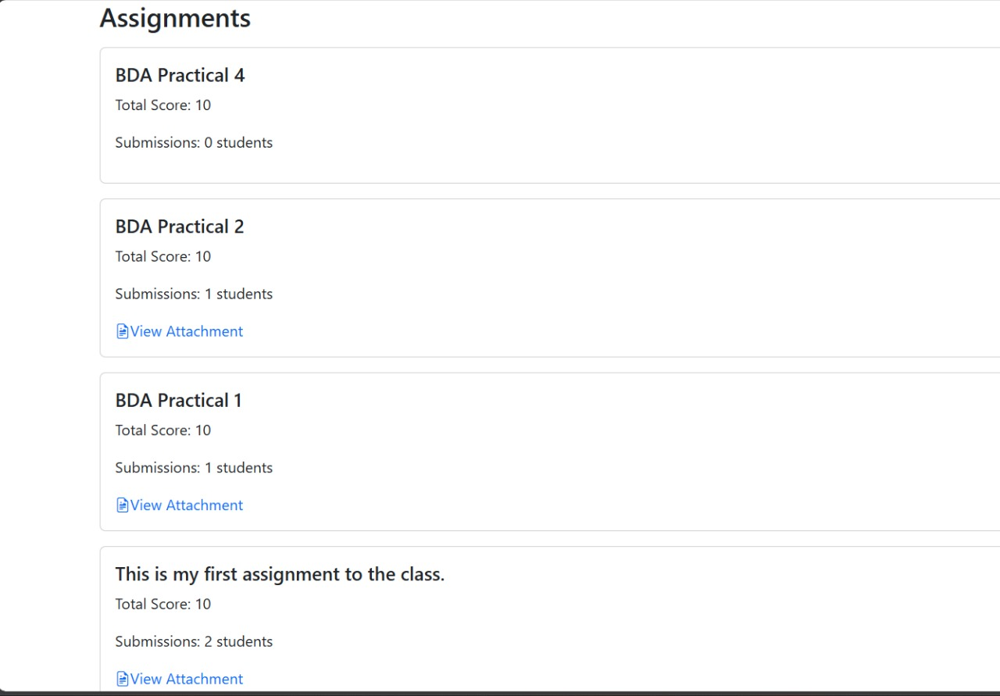 Assignments
BDA Practical 4
Total Score: 10
Submissions: 0 students
BDA Practical 2
Total Score: 10
Submissions: 1 students
View Attachment
BDA Practical 1
Total Score: 10
Submissions: 1 students
View Attachment
This is my first assignment to the class.
Total Score: 10
Submissions: 2 students
View Attachment